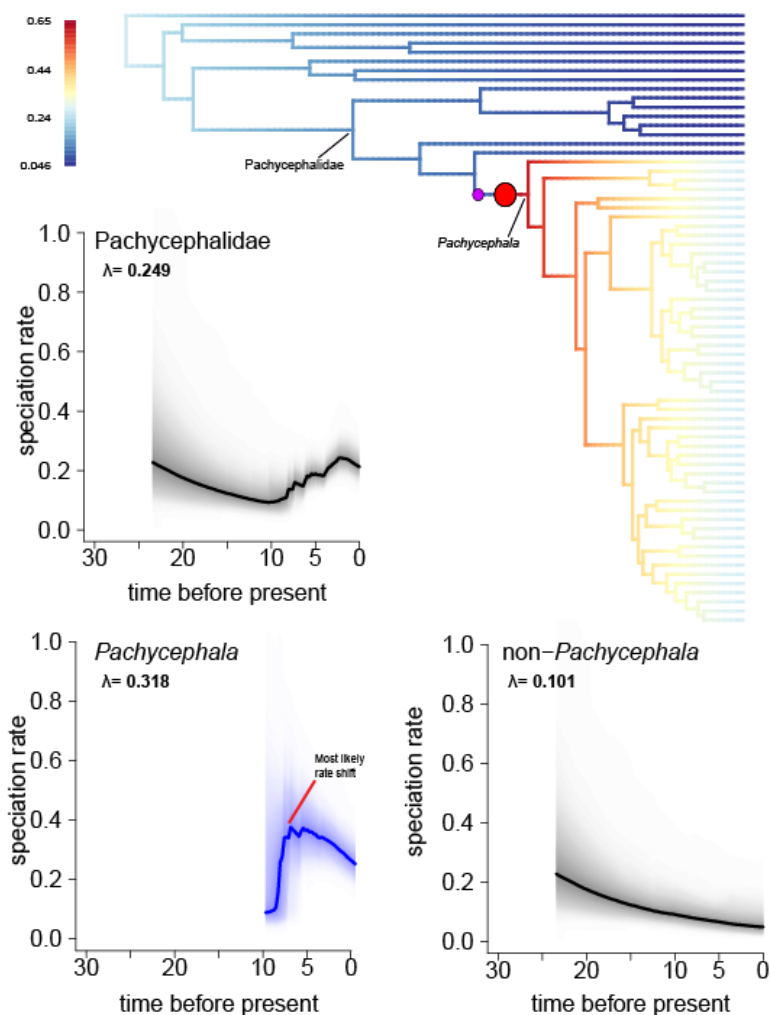 0.65
0.44
0.24
0.046
Pachycephalidae
Pachycephala
Pachycephalidae
λ= 0.249
speciation rate
1.0
0.8
0.6
0.4
0.2
0.0
30 20 10 5 0
time before present
Pachycephala
λ= 0.318
Most likely
rate shift
speciation rate
1.0
0.8
0.6
0.4
0.2
0.0
30 20 10 5 0
time before present
non-Pachycephala
λ= 0.101
speciation rate
1.0
0.8
0.6
0.4
0.2
0.0
30 20 10 5 0
time before present